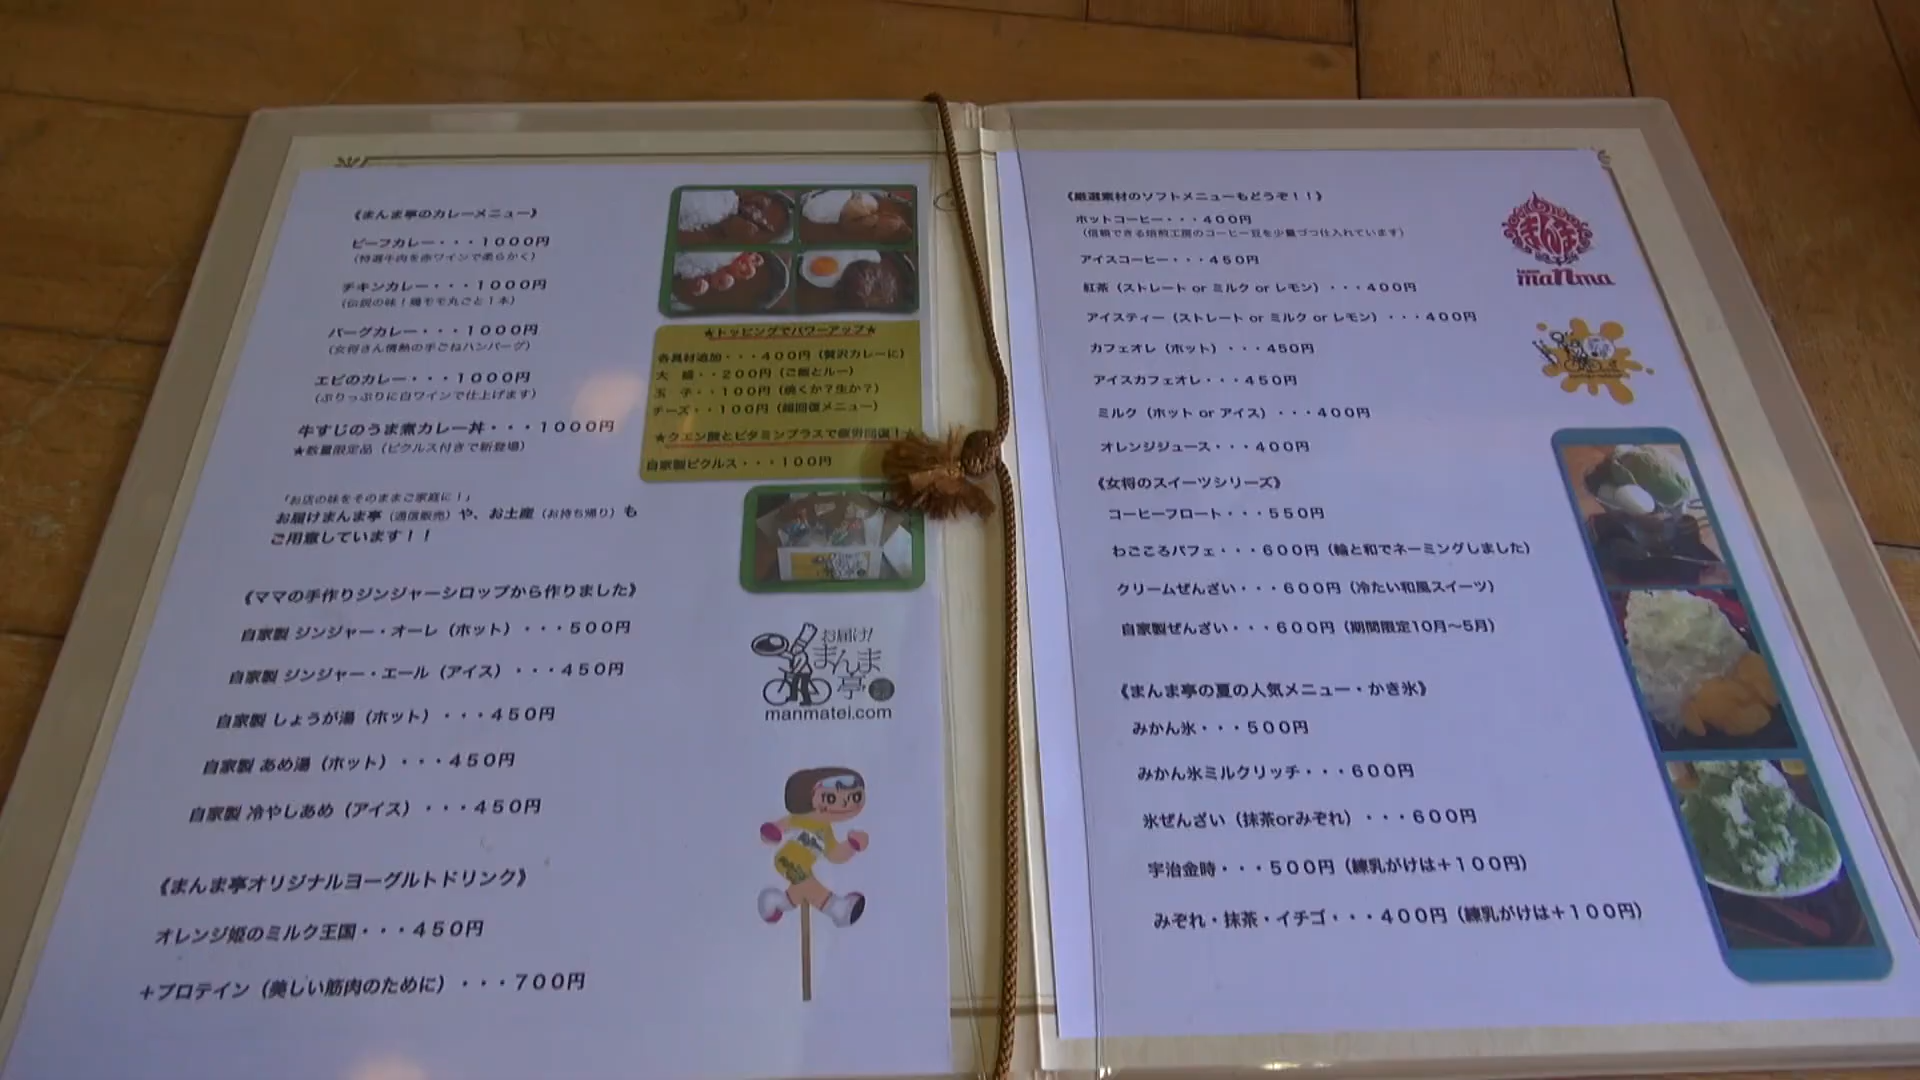 《まんま亭のカレーメニュー》
ビーフカレー・・・１０００円
（特選牛肉を赤ワインで柔らかく）
チキンカレー・・・１０００円
（伝説の味！鶏モモ丸ごと１本）
バーグカレー・・・１０００円
（女将さん情熱の手ごねハンバーグ）
エビのカレー・・・１０００円
（ぷりっぷりに白ワインで仕上げます）
牛すじのうま煮カレー丼・・・１０００円
★数量限定品（ピクルス付きで新登場）
「お店の味をそのままご家庭に！」
お届けまんま亭（通信販売）や、お土産（お持ち帰り）も
ご用意しています！！
《ママの手作りジンジャーシロップから作りました》
自家製 ジンジャー・オーレ（ホット）・・・５００円
自家製 ジンジャー・エール（アイス）・・・４５０円
自家製 しょうが湯（ホット）・・・４５０円
自家製 あめ湯（ホット）・・・４５０円
自家製 冷やしあめ（アイス）・・・４５０円
《まんま亭オリジナルヨーグルトドリンク》
オレンジ姫のミルク王国・・・４５０円
＋プロテイン（美しい筋肉のために）・・・７００円
★トッピングでパワーアップ★
各具材追加・・・４００円（贅沢カレーに）
大　盛・・２００円（ご飯とルー）
玉　子・・１００円（焼くか？生か？）
チーズ・・１００円（超回復メニュー）
★クエン酸とビタミンプラスで疲労回復！★
自家製ピクルス・・・１００円
お届け!
まんま
亭
manmatei.com
《厳選素材のソフトメニューもどうぞ！！》
ホットコーヒー・・・４００円
（信頼できる焙煎工房のコーヒー豆を少量づつ仕入れています）
アイスコーヒー・・・４５０円
紅茶（ストレート or ミルク or レモン）・・・４００円
アイスティー（ストレート or ミルク or レモン）・・・４００円
カフェオレ（ホット）・・・４５０円
アイスカフェオレ・・・４５０円
ミルク（ホット or アイス）・・・４００円
オレンジジュース・・・４００円
《女将のスイーツシリーズ》
コーヒーフロート・・・５５０円
わごころパフェ・・・６００円（輪と和でネーミングしました）
クリームぜんざい・・・６００円（冷たい和風スイーツ）
自家製ぜんざい・・・６００円（期間限定10月～5月）
《まんま亭の夏の人気メニュー・かき氷》
みかん氷・・・５００円
みかん氷ミルクリッチ・・・６００円
氷ぜんざい（抹茶orみぞれ）・・・６００円
宇治金時・・・５００円（練乳がけは＋１００円）
みぞれ・抹茶・イチゴ・・・４００円（練乳がけは＋１００円）
まんま
team
manma